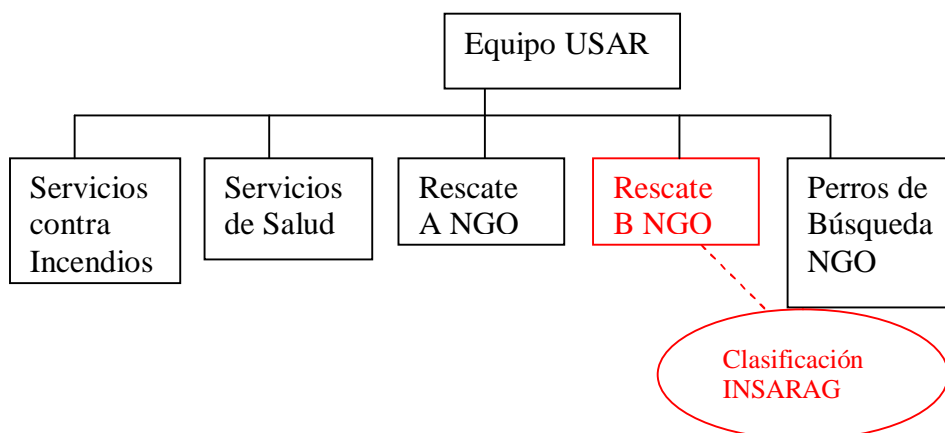 Equipo USAR
Servicios
contra
Incendios
Servicios
de Salud
Rescate
A NGO
Rescate
B NGO
Perros de
Búsqueda
NGO
Clasificación
INSARAG